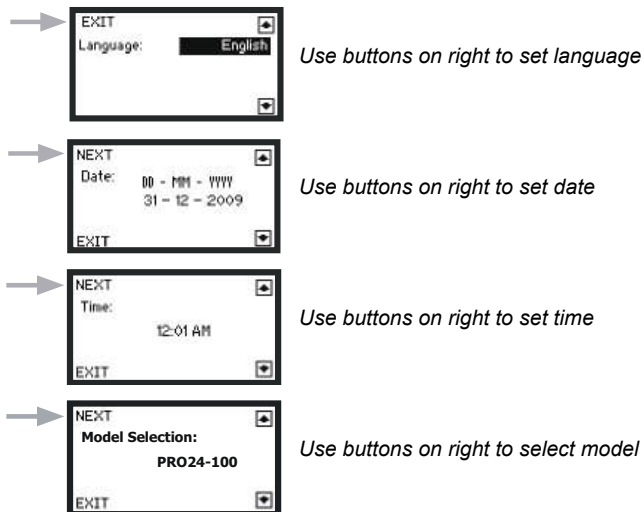 EXIT
Language: English
Use buttons on right to set language
NEXT
Date: DD - MM - YYYY
31 - 12 - 2009
EXIT
Use buttons on right to set date
NEXT
Time:
12:01 AM
EXIT
Use buttons on right to set time
NEXT
Model Selection:
PRO24-100
EXIT
Use buttons on right to select model